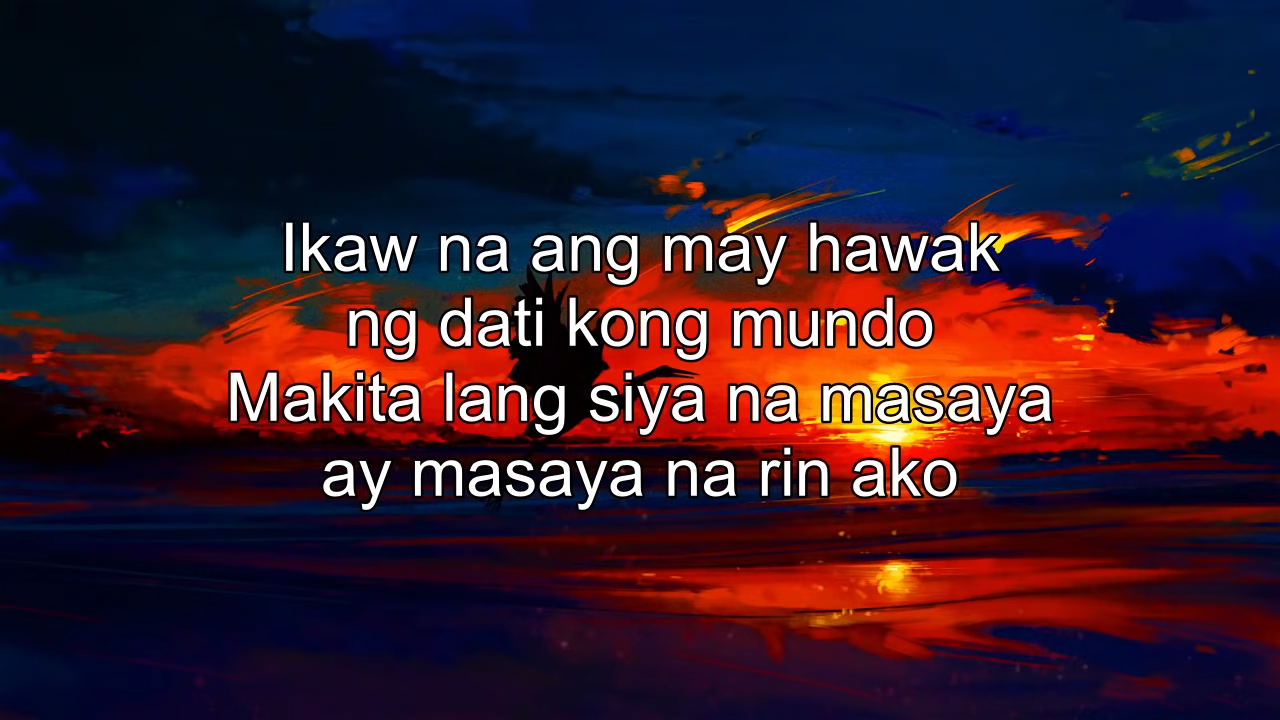 Ikaw na ang may hawak
ng dati kong mundo
Makita lang siya na masaya
ay masaya na rin ako